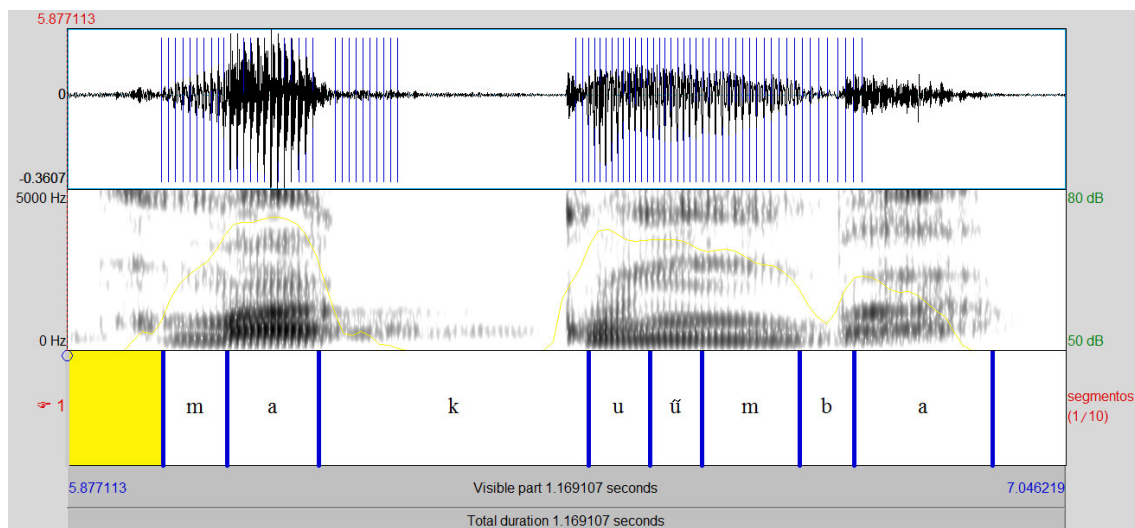 5.877113
0
-0.3607
5000 Hz
80 dB
0 Hz
50 dB
☞ 1
m a k u ű m b a
segmentos
(1/10)
5.877113 Visible part 1.169107 seconds 7.046219
Total duration 1.169107 seconds